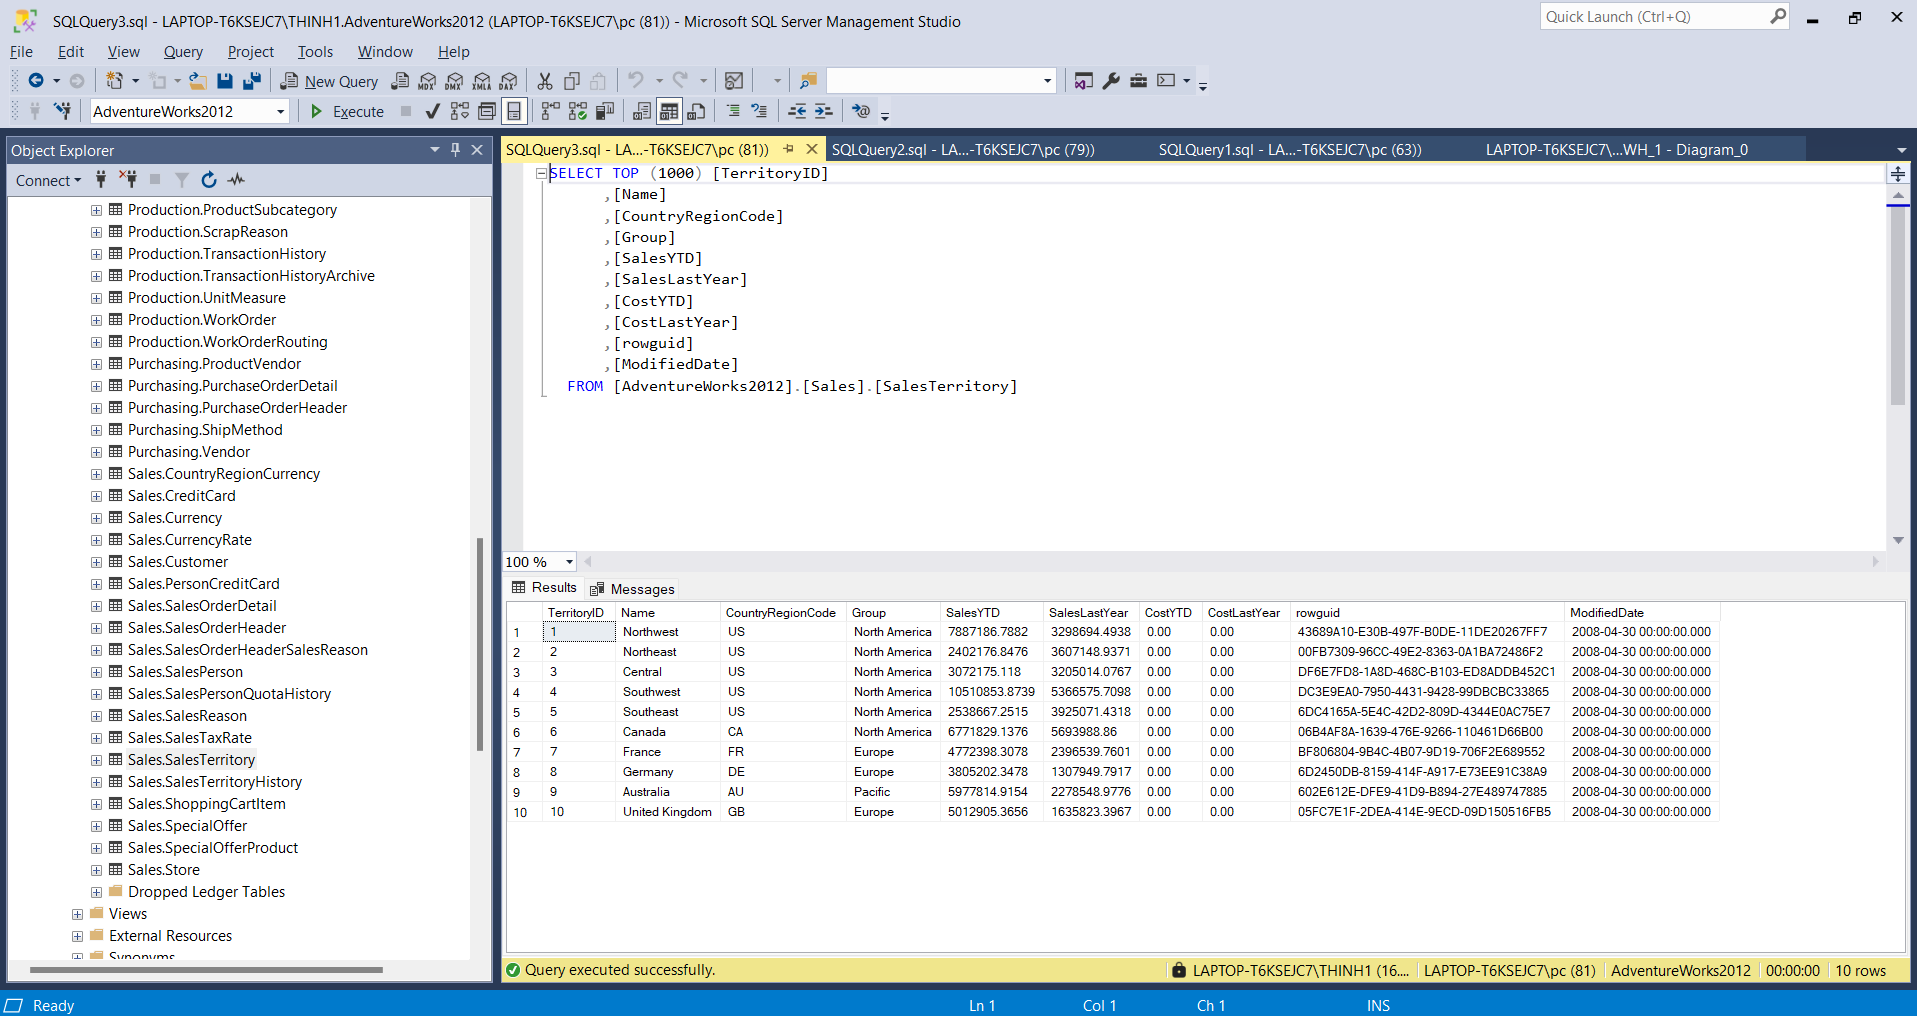 SQLQuery3.sql - LAPTOP-T6KSEJC7\THINH1.AdventureWorks2012 (LAPTOP-T6KSEJC7\pc (81)) - Microsoft SQL Server Management Studio
Quick Launch (Ctrl+Q)
File Edit View Query Project Tools Window Help
New Query MDX DMX XMLA DAX
AdventureWorks2012 Execute
Object Explorer
Connect
Production.ProductSubcategory
Production.ScrapReason
Production.TransactionHistory
Production.TransactionHistoryArchive
Production.UnitMeasure
Production.WorkOrder
Production.WorkOrderRouting
Purchasing.ProductVendor
Purchasing.PurchaseOrderDetail
Purchasing.PurchaseOrderHeader
Purchasing.ShipMethod
Purchasing.Vendor
Sales.CountryRegionCurrency
Sales.CreditCard
Sales.Currency
Sales.CurrencyRate
Sales.Customer
Sales.PersonCreditCard
Sales.SalesOrderDetail
Sales.SalesOrderHeader
Sales.SalesOrderHeaderSalesReason
Sales.SalesPerson
Sales.SalesPersonQuotaHistory
Sales.SalesReason
Sales.SalesTaxRate
Sales.SalesTerritory
Sales.SalesTerritoryHistory
Sales.ShoppingCartItem
Sales.SpecialOffer
Sales.SpecialOfferProduct
Sales.Store
Dropped Ledger Tables
Views
External Resources
Synonyms
SQLQuery3.sql - LA...-T6KSEJC7\pc (81)) SQLQuery2.sql - LA...-T6KSEJC7\pc (79)) SQLQuery1.sql - LA...-T6KSEJC7\pc (63)) LAPTOP-T6KSEJC7\...WH_1 - Diagram_0
SELECT TOP (1000) [TerritoryID]
,[Name]
,[CountryRegionCode]
,[Group]
,[SalesYTD]
,[SalesLastYear]
,[CostYTD]
,[CostLastYear]
,[rowguid]
,[ModifiedDate]
FROM [AdventureWorks2012].[Sales].[SalesTerritory]
100 %
Results Messages
TerritoryID Name CountryRegionCode Group SalesYTD SalesLastYear CostYTD CostLastYear rowguid ModifiedDate
1 1 Northwest US North America 7887186.7882 3298694.4938 0.00 0.00 43689A10-E30B-497F-B0DE-11DE20267FF7 2008-04-30 00:00:00.000
2 2 Northeast US North America 2402176.8476 3607148.9371 0.00 0.00 00FB7309-96CC-49E2-8363-0A1BA72486F2 2008-04-30 00:00:00.000
3 3 Central US North America 3072175.118 3205014.0767 0.00 0.00 DF6E7FD8-1A8D-468C-B103-ED8ADDB452C1 2008-04-30 00:00:00.000
4 4 Southwest US North America 10510853.8739 5366575.7098 0.00 0.00 DC3E9EA0-7950-4431-9428-99DBCBC33865 2008-04-30 00:00:00.000
5 5 Southeast US North America 2538667.2515 3925071.4318 0.00 0.00 6DC4165A-5E4C-42D2-809D-4344E0AC75E7 2008-04-30 00:00:00.000
6 6 Canada CA North America 6771829.1376 5693988.86 0.00 0.00 06B4AF8A-1639-476E-9266-110461D66B00 2008-04-30 00:00:00.000
7 7 France FR Europe 4772398.3078 2396539.7601 0.00 0.00 BF806804-9B4C-4B07-9D19-706F2E689552 2008-04-30 00:00:00.000
8 8 Germany DE Europe 3805202.3478 1307949.7917 0.00 0.00 6D2450DB-8159-414F-A917-E73EE91C38A9 2008-04-30 00:00:00.000
9 9 Australia AU Pacific 5977814.9154 2278548.9776 0.00 0.00 602E612E-DFE9-41D9-B894-27E489747885 2008-04-30 00:00:00.000
10 10 United Kingdom GB Europe 5012905.3656 1635823.3967 0.00 0.00 05FC7E1F-2DEA-414E-9ECD-09D150516FB5 2008-04-30 00:00:00.000
Query executed successfully. LAPTOP-T6KSEJC7\THINH1 (16.... LAPTOP-T6KSEJC7\pc (81) AdventureWorks2012 00:00:00 10 rows
Ready Ln 1 Col 1 Ch 1 INS